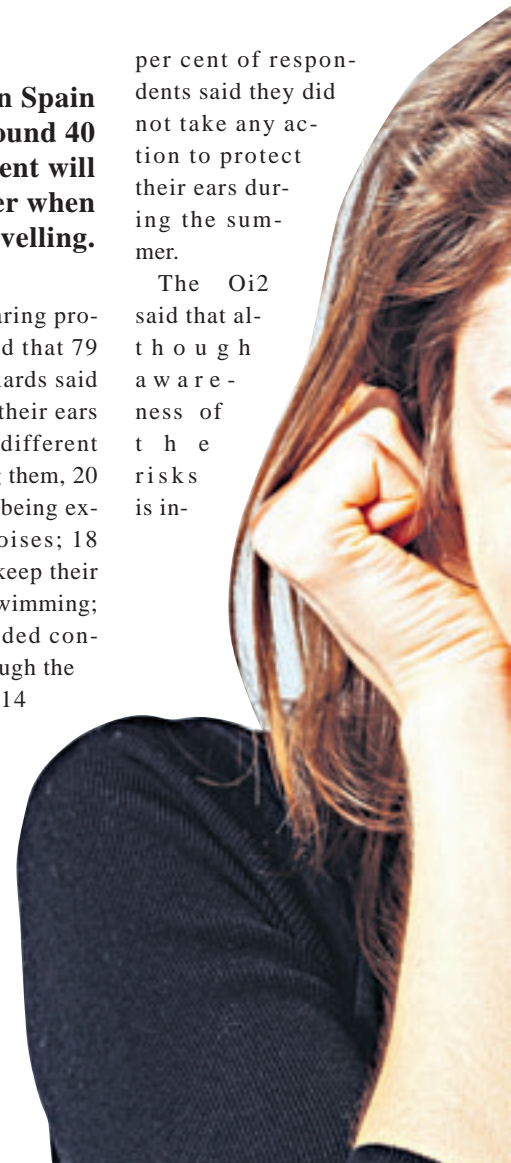 n Spain
ound 40
ent will
er when
velling.
aring pro-
d that 79
iards said
their ears
different
g them, 20
being ex-
oises; 18
keep their
wimming;
ded con-
ugh the
14
per cent of respon-
dents said they did
not take any ac-
tion to protect
their ears dur-
ing the sum-
mer.
The Oi2
said that al-
though
aware-
ness of
the
risks
is in-